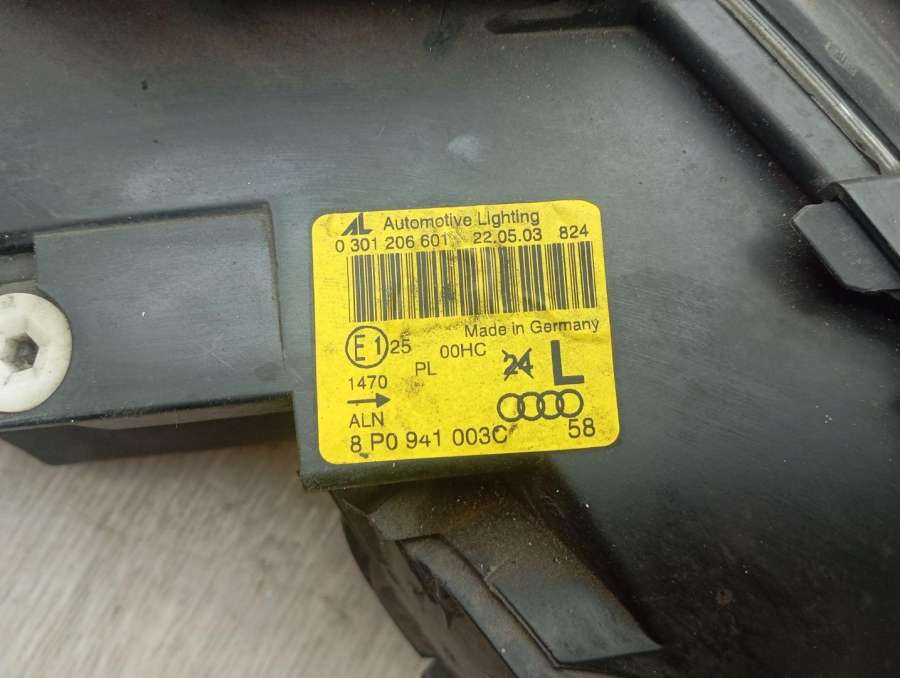 AL Automotive Lighting
0 301 206 601 22.05.03 824
Made in Germany
E1 25 00HC 24 L
1470 PL
ALN
8 P0 941 003C 58